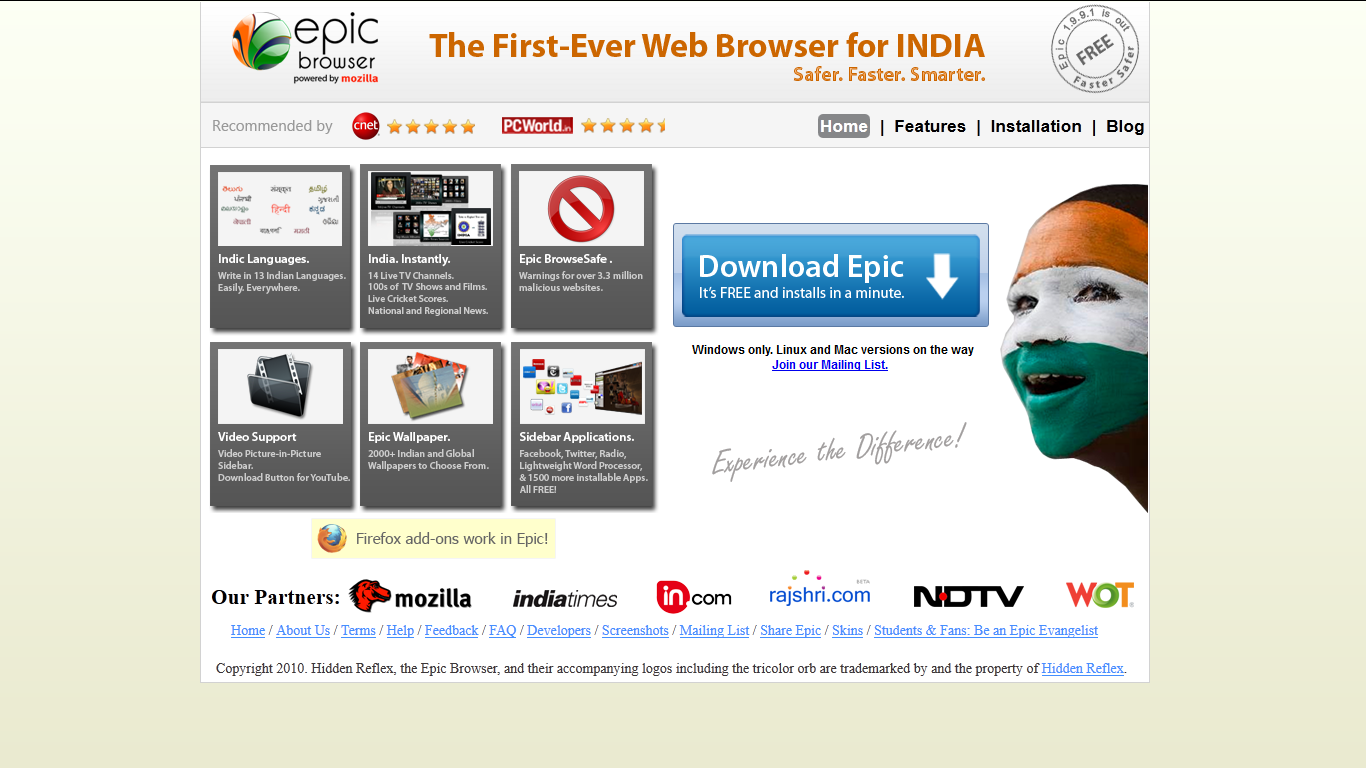 epic
browser
powered by mozilla
The First-Ever Web Browser for INDIA
Safer. Faster. Smarter.
Epic 1.9.9.1 is out
FREE
Faster Safer
Recommended by
cnet
PCWorld.in
Home | Features | Installation | Blog
తెలుగు
संस्कृत
தமிழ்
ਪੰਜਾਬੀ
ગુજરાતી
മലയാളം
हिन्दी
ಕನ್ನಡ
मराठी
Indic Languages.
Write in 13 Indian Languages.
Easily. Everywhere.
India. Instantly.
14 Live TV Channels.
100s of TV Shows and Films.
Live Cricket Scores.
National and Regional News.
Epic BrowseSafe .
Warnings for over 3.3 million
malicious websites.
Download Epic
It's FREE and installs in a minute.
Windows only. Linux and Mac versions on the way
Join our Mailing List.
Video Support
Video Picture-in-Picture
Sidebar.
Download Button for YouTube.
Epic Wallpaper.
2000+ Indian and Global
Wallpapers to Choose From.
Sidebar Applications.
Facebook, Twitter, Radio,
Lightweight Word Processor,
& 1500 more installable Apps.
All FREE!
Experience the Difference!
Firefox add-ons work in Epic!
Our Partners: mozilla indiatimes in.com rajshri.com BETA NDTV WOT
Home / About Us / Terms / Help / Feedback / FAQ / Developers / Screenshots / Mailing List / Share Epic / Skins / Students & Fans: Be an Epic Evangelist
Copyright 2010. Hidden Reflex, the Epic Browser, and their accompanying logos including the tricolor orb are trademarked by and the property of Hidden Reflex.